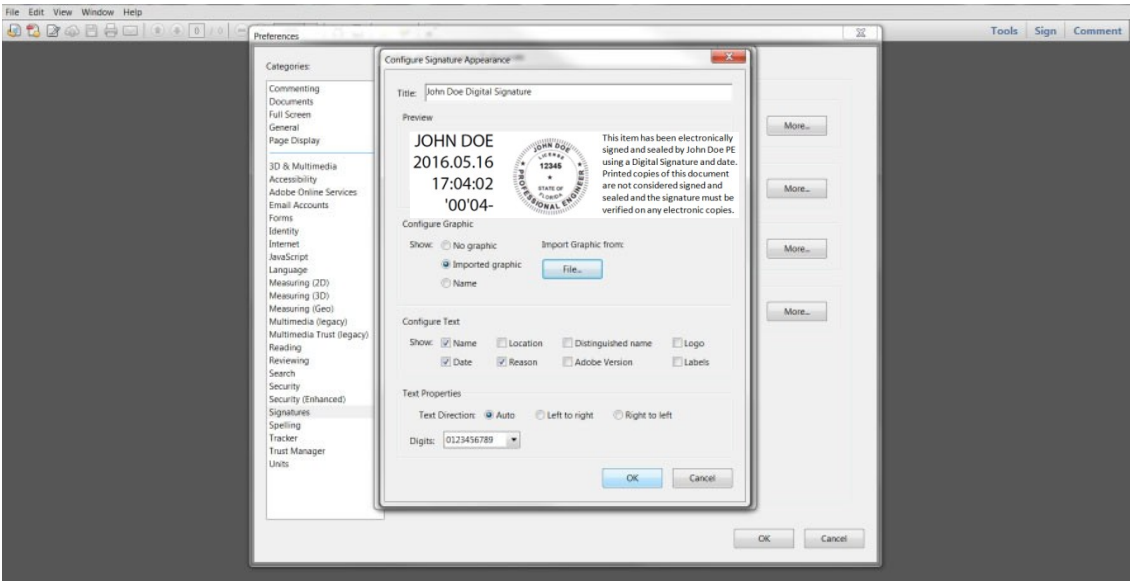 File Edit View Window Help
0 / 0
Tools Sign Comment
Preferences
Categories:
Commenting
Documents
Full Screen
General
Page Display
3D & Multimedia
Accessibility
Adobe Online Services
Email Accounts
Forms
Identity
Internet
JavaScript
Language
Measuring (2D)
Measuring (3D)
Measuring (Geo)
Multimedia (legacy)
Multimedia Trust (legacy)
Reading
Reviewing
Search
Security
Security (Enhanced)
Signatures
Spelling
Tracker
Trust Manager
Units
Configure Signature Appearance
Title: John Doe Digital Signature
Preview
JOHN DOE
2016.05.16
17:04:02
'00'04-
JOHN DOE
LICENSE
12345
STATE OF
FLORIDA
PROFESSIONAL ENGINEER
This item has been electronically
signed and sealed by John Doe PE
using a Digital Signature and date.
Printed copies of this document
are not considered signed and
sealed and the signature must be
verified on any electronic copies.
Configure Graphic
Show: No graphic Import Graphic from:
Imported graphic File...
Name
Configure Text
Show: Name Location Distinguished name Logo
Date Reason Adobe Version Labels
Text Properties
Text Direction: Auto Left to right Right to left
Digits: 0123456789
OK Cancel
More...
More...
More...
More...
OK Cancel